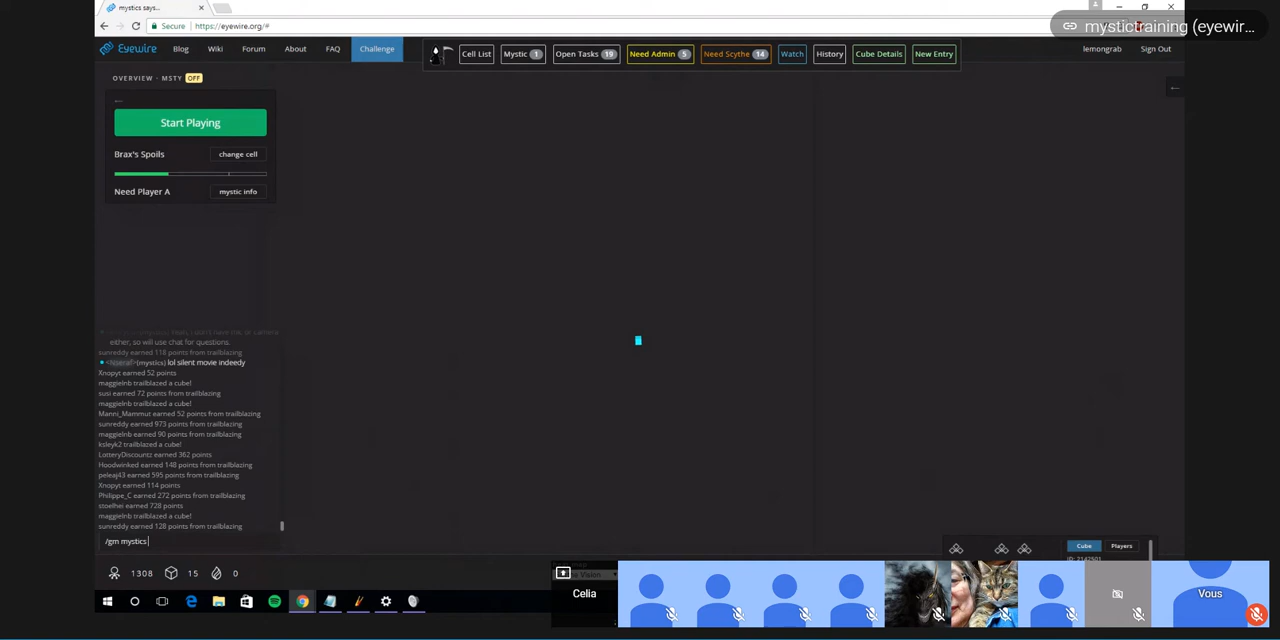 mystics says...
Secure https://eyewire.org/#
mystictraining (eyewir...
Eyewire Blog Wiki Forum About FAQ Challenge
Cell List Mystic 1 Open Tasks 19 Need Admin 5 Need Scythe 14 Watch History Cube Details New Entry
lemongrab Sign Out
OVERVIEW - MSTY OFF
Start Playing
Brax's Spoils change cell
Need Player A mystic info
either, so will use chat for questions.
sunreddy earned 118 points from trailblazing
<Nseraf>(mystics) lol silent movie indeedy
Xnopyt earned 52 points
maggielnb trailblazed a cube!
susi earned 72 points from trailblazing
maggielnb trailblazed a cube!
Manni_Mammut earned 52 points from trailblazing
sunreddy earned 973 points from trailblazing
maggielnb earned 90 points from trailblazing
ksleyk2 trailblazed a cube!
LotteryDiscountz earned 362 points
Hoodwinked earned 148 points from trailblazing
peleaj43 earned 595 points from trailblazing
Xnopyt earned 114 points
Philippe_C earned 272 points from trailblazing
stoelhei earned 728 points
maggielnb trailblazed a cube!
sunreddy earned 128 points from trailblazing
/gm mystics
Cube Players
1308 15 0
Celia
Vous